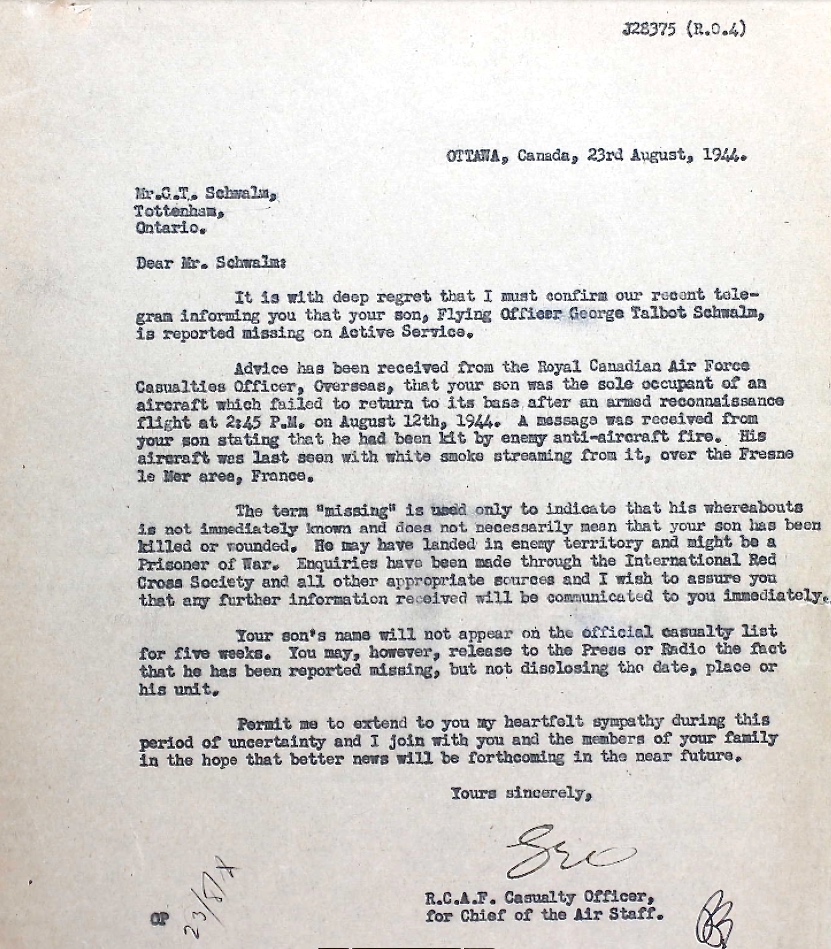 J28375 (R.O.4)
OTTAWA, Canada, 23rd August, 1944.
Mr.C.T. Schwalm,
Tottenham,
Ontario.
Dear Mr. Schwalm:
It is with deep regret that I must confirm our recent tele-
gram informing you that your son, Flying Officer George Talbot Schwalm,
is reported missing on Active Service.
Advice has been received from the Royal Canadian Air Force
Casualties Officer, Overseas, that your son was the sole occupant of an
aircraft which failed to return to its base after an armed reconnaissance
flight at 2:45 P.M. on August 12th, 1944. A message was received from
your son stating that he had been hit by enemy anti-aircraft fire. His
aircraft was last seen with white smoke streaming from it, over the Fresne
le Mer area, France.
The term "missing" is used only to indicate that his whereabouts
is not immediately known and does not necessarily mean that your son has been
killed or wounded. He may have landed in enemy territory and might be a
Prisoner of War. Enquiries have been made through the International Red
Cross Society and all other appropriate sources and I wish to assure you
that any further information received will be communicated to you immediately.
Your son's name will not appear on the official casualty list
for five weeks. You may, however, release to the Press or Radio the fact
that he has been reported missing, but not disclosing the date, place or
his unit.
Permit me to extend to you my heartfelt sympathy during this
period of uncertainty and I join with you and the members of your family
in the hope that better news will be forthcoming in the near future.
Yours sincerely,
R.C.A.F. Casualty Officer,
for Chief of the Air Staff.